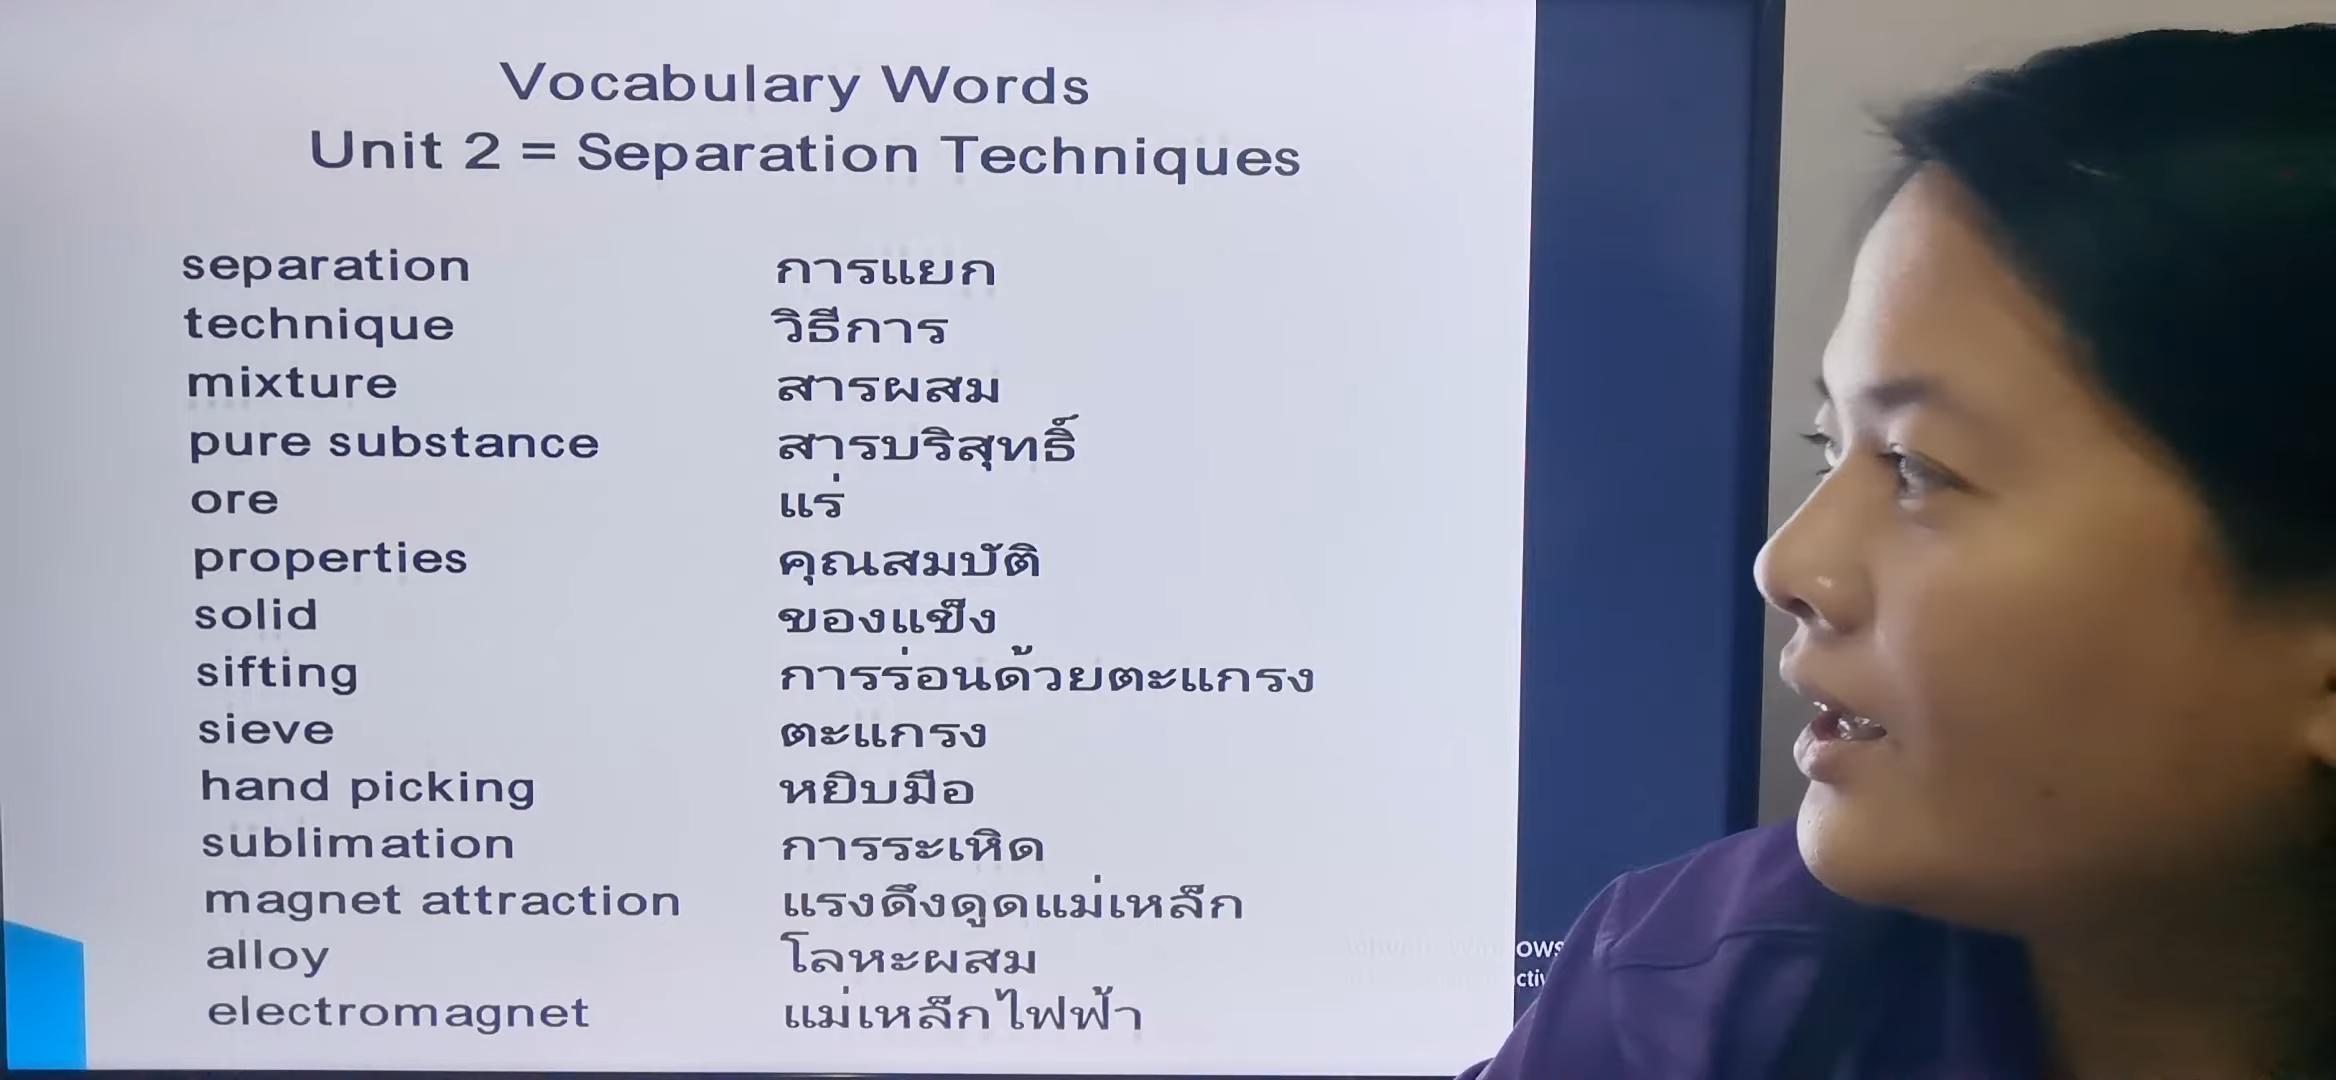 Vocabulary Words
Unit 2 = Separation Techniques
separation การแยก
technique วิธีการ
mixture สารผสม
pure substance สารบริสุทธิ์
ore แร่
properties คุณสมบัติ
solid ของแข็ง
sifting การร่อนด้วยตะแกรง
sieve ตะแกรง
hand picking หยิบมือ
sublimation การระเหิด
magnet attraction แรงดึงดูดแม่เหล็ก
alloy โลหะผสม
electromagnet แม่เหล็กไฟฟ้า